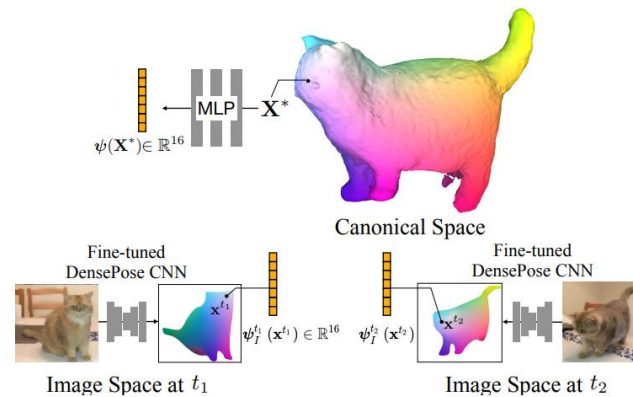 MLP
X*
ψ(X*)∈ ℝ¹⁶
Canonical Space
Fine-tuned
DensePose CNN
x^{t₁}
ψ_I^{t₁}(x^{t₁}) ∈ ℝ¹⁶
Image Space at t₁
Fine-tuned
DensePose CNN
ψ_I^{t₂}(x^{t₂})
x^{t₂}
Image Space at t₂